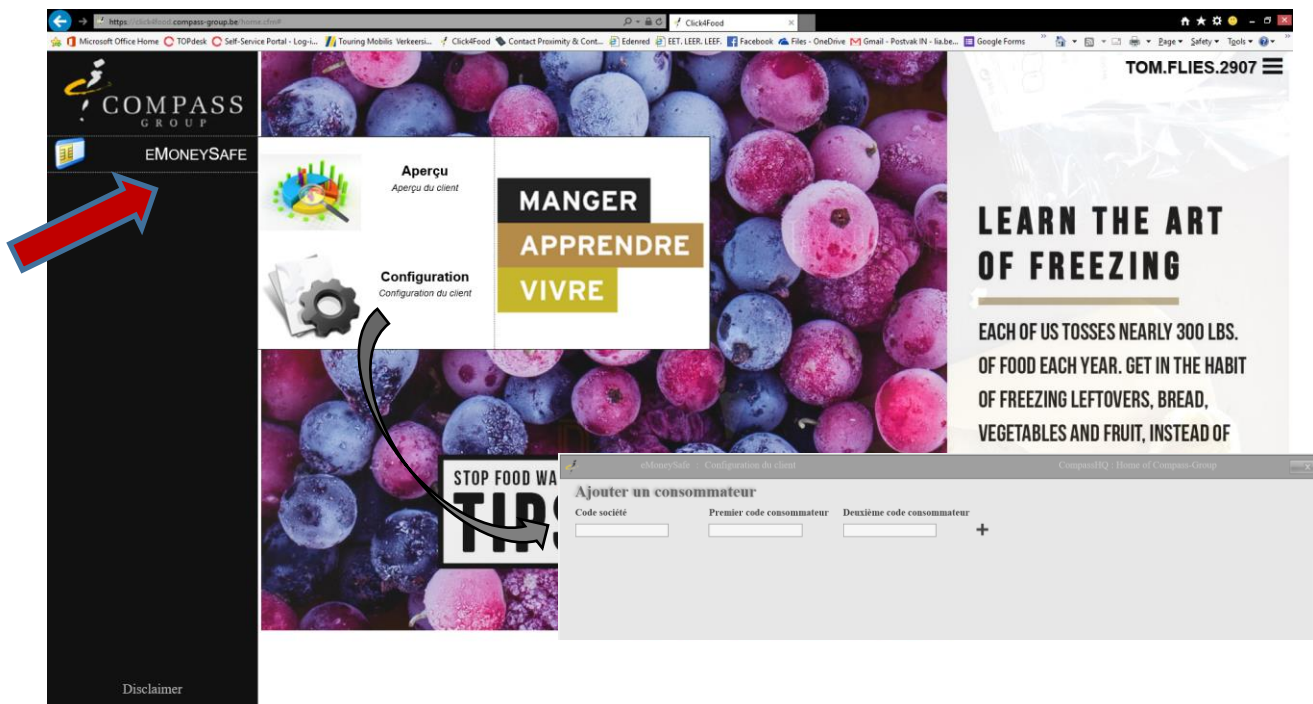 https://click4food.compass-group.be/home.cfm#
Click4Food
Microsoft Office Home
TOPdesk
Self-Service Portal - Log-i...
Touring Mobilis Verkeersi...
Click4Food
Contact Proximity & Cont...
Edenred
EET. LEER. LEEF.
Facebook
Files - OneDrive
Gmail - Postvak IN - lia.be...
Google Forms
Page
Safety
Tools
TOM.FLIES.2907
COMPASS
GROUP
EMONEYSAFE
Aperçu
Aperçu du client
Configuration
Configuration du client
MANGER
APPRENDRE
VIVRE
LEARN THE ART
OF FREEZING
EACH OF US TOSSES NEARLY 300 LBS.
OF FOOD EACH YEAR. GET IN THE HABIT
OF FREEZING LEFTOVERS, BREAD,
VEGETABLES AND FRUIT, INSTEAD OF
STOP FOOD WA
TIPS
eMoneySafe : Configuration du client
CompassHQ : Home of Compass-Group
Ajouter un consommateur
Code société
Premier code consommateur
Deuxième code consommateur
Disclaimer